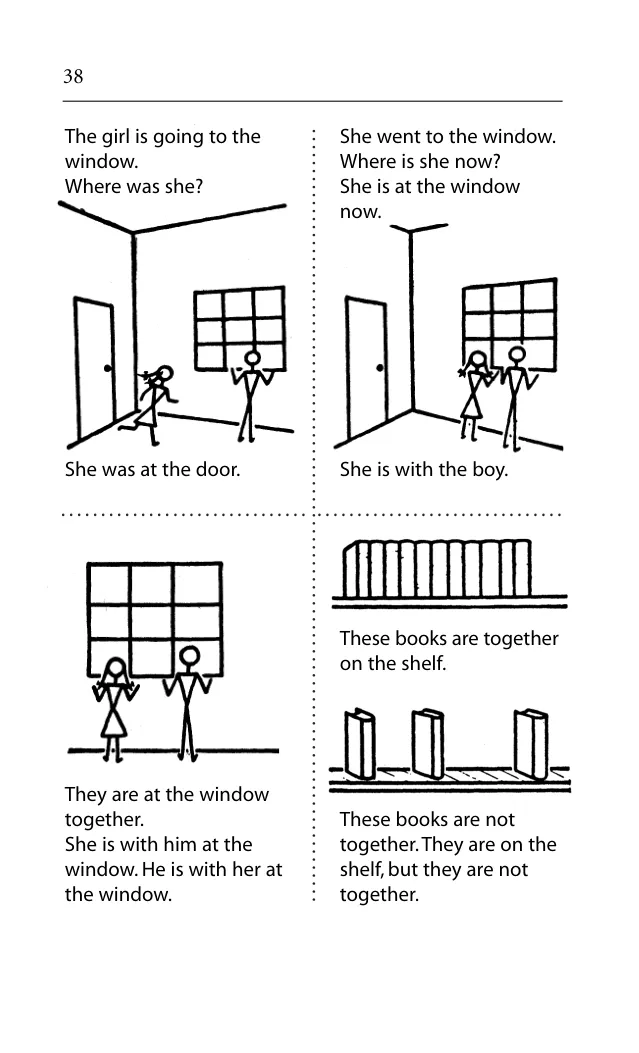 38
The girl is going to the
window.
Where was she?
She was at the door.
She went to the window.
Where is she now?
She is at the window
now.
She is with the boy.
They are at the window
together.
She is with him at the
window. He is with her at
the window.
These books are together
on the shelf.
These books are not
together. They are on the
shelf, but they are not
together.